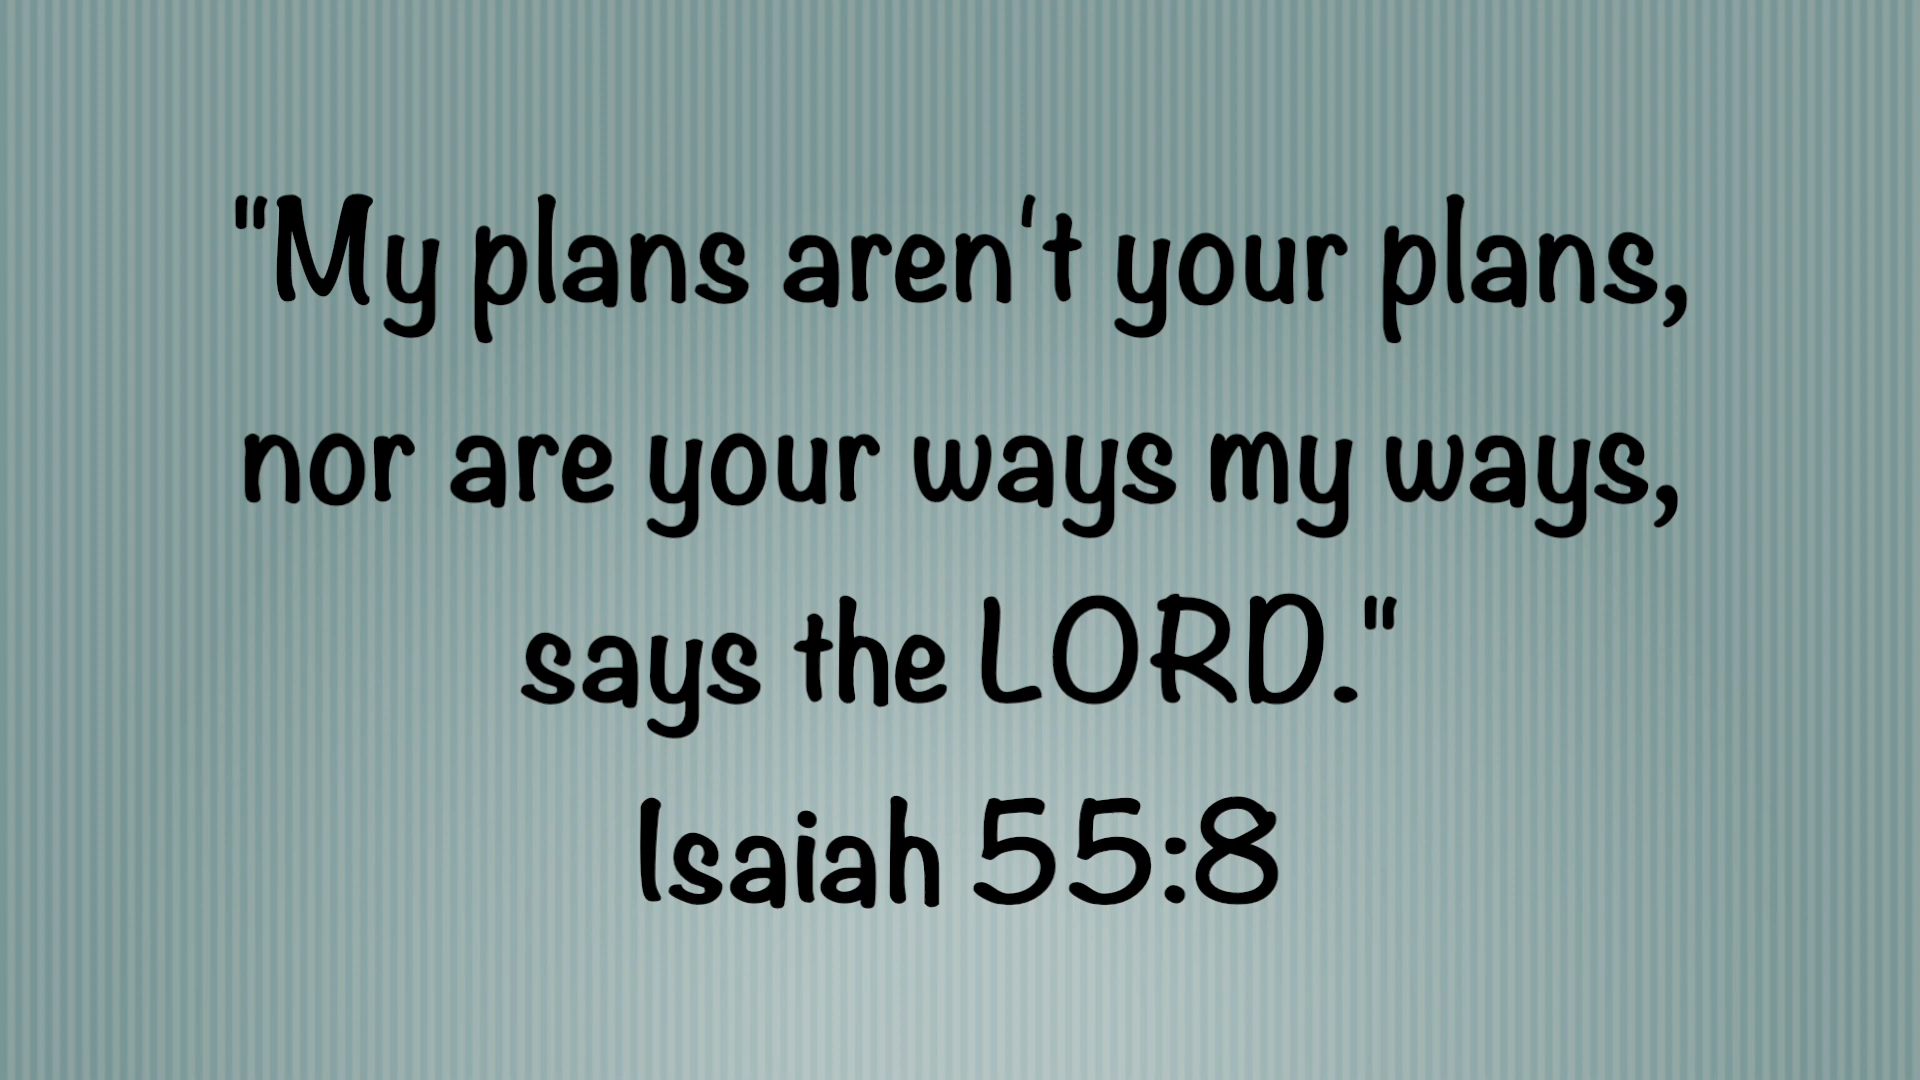 "My plans aren't your plans,
nor are your ways my ways,
says the LORD."
Isaiah 55:8